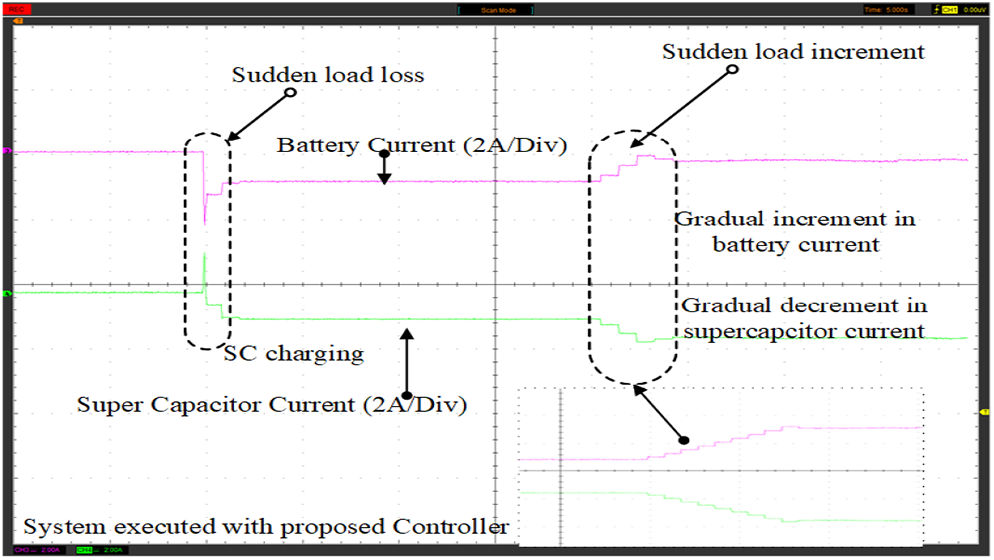 REC
Scan Mode
Time: 5.000s
CH1 0.00uV
Sudden load increment
Sudden load loss
Battery Current (2A/Div)
Gradual increment in
battery current
Gradual decrement in
supercapcitor current
SC charging
Super Capacitor Current (2A/Div)
System executed with proposed Controller
CH3 2.00A CH4 2.00A